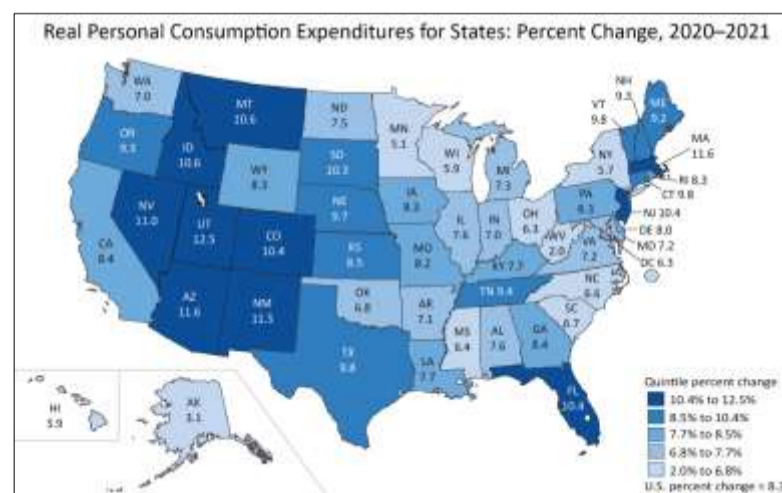 Real Personal Consumption Expenditures for States: Percent Change, 2020–2021
WA
7.0
MT
10.6
ND
7.5
MN
5.1
NH
9.3
VT
9.8
ME
9.2
OR
ID
10.6
SD
10.3
WI
5.9
NY
5.7
MA
11.6
WY
8.3
MI
7.3
RI 8.3
CT 9.8
NV
11.0
NE
9.7
IA
8.3
PA
8.3
NJ 10.4
DE 8.0
MD 7.2
DC 6.3
UT
12.5
CO
10.4
IL
7.6
IN
7.0
OH
6.3
WV
2.0
VA
7.2
CA
8.4
KS
8.5
MO
8.2
KY 7.7
NC
6.6
AZ
11.6
NM
11.5
OK
6.8
AR
7.1
TN 9.4
SC
6.7
MS
6.4
AL
7.6
GA
8.4
TX
9.8
LA
7.7
FL
10.4
HI
AK
Quintile percent change
10.4% to 12.5%
8.5% to 10.4%
7.7% to 8.5%
6.8% to 7.7%
2.0% to 6.8%
U.S. percent change =